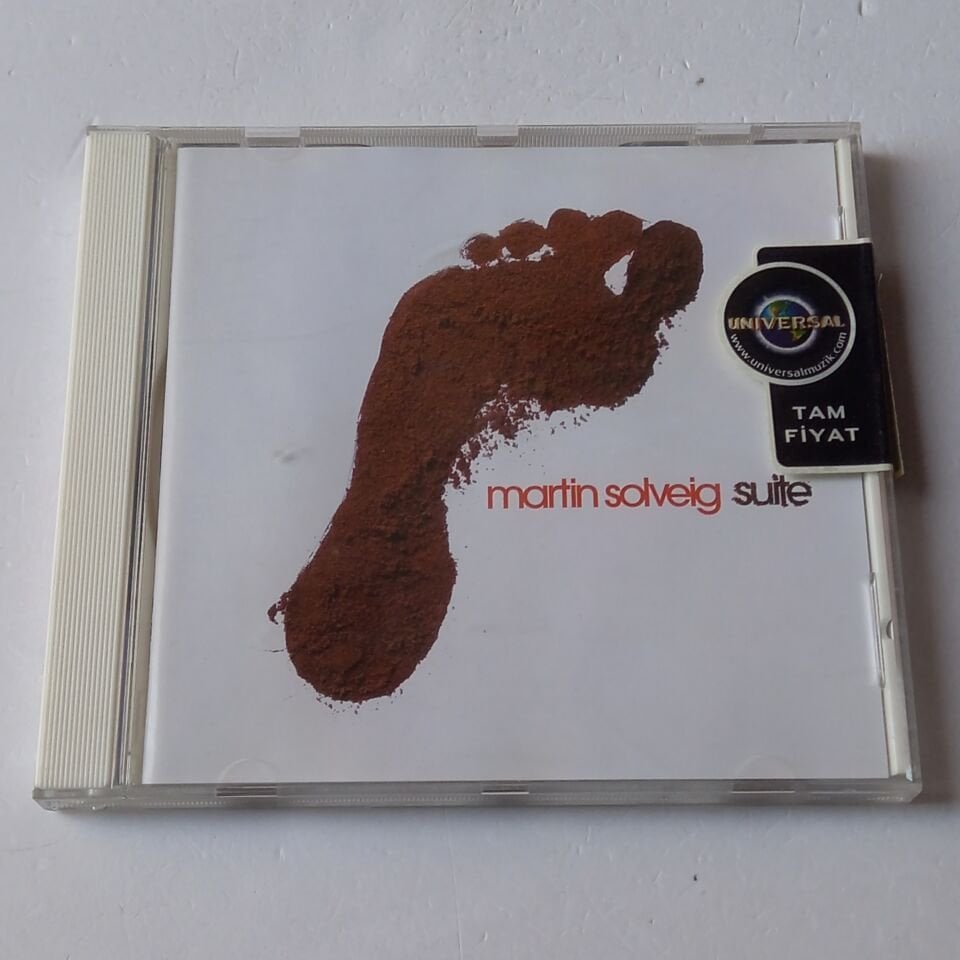 UNIVERSAL
www.universalmuzik.com
TAM
FİYAT
martin solveig suite